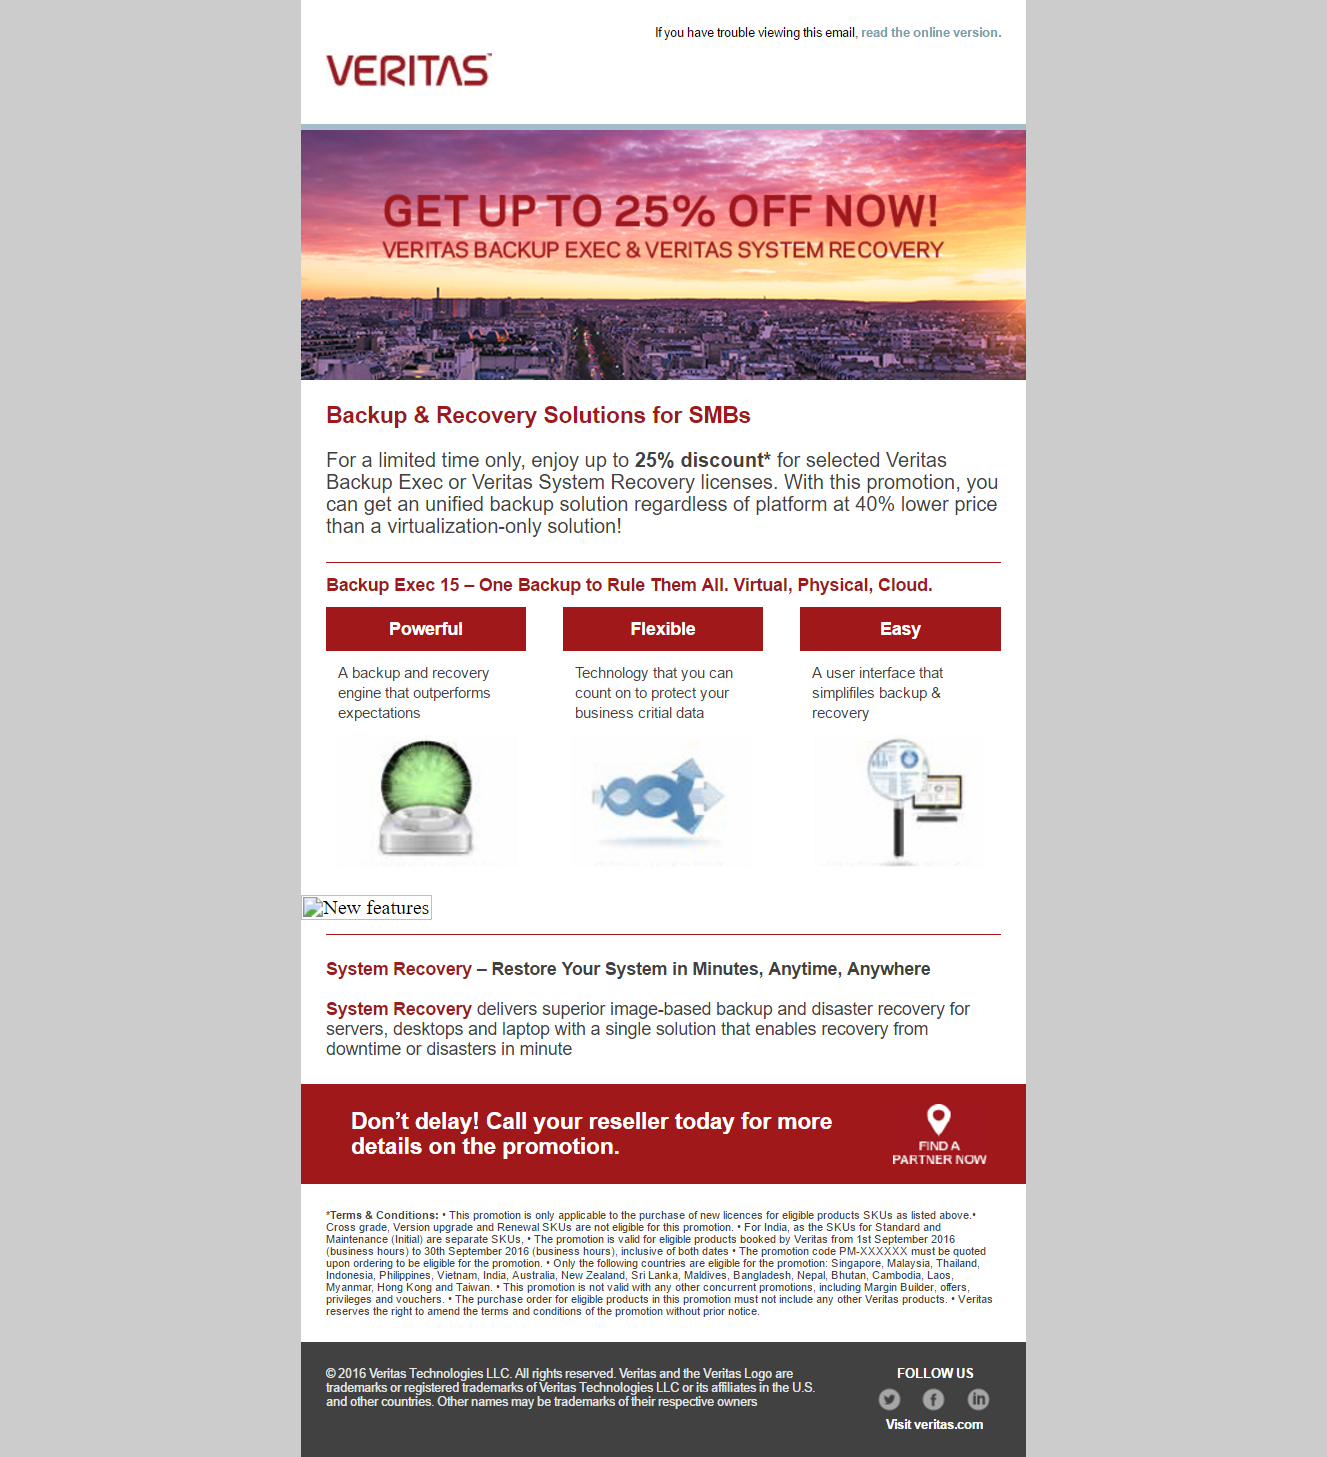 If you have trouble viewing this email, read the online version.
VERITAS™
GET UP TO 25% OFF NOW!
VERITAS BACKUP EXEC & VERITAS SYSTEM RECOVERY
Backup & Recovery Solutions for SMBs
For a limited time only, enjoy up to 25% discount* for selected Veritas
Backup Exec or Veritas System Recovery licenses. With this promotion, you
can get an unified backup solution regardless of platform at 40% lower price
than a virtualization-only solution!
Backup Exec 15 – One Backup to Rule Them All. Virtual, Physical, Cloud.
Powerful
A backup and recovery
engine that outperforms
expectations
Flexible
Technology that you can
count on to protect your
business critial data
Easy
A user interface that
simplifiles backup &
recovery
New features
System Recovery – Restore Your System in Minutes, Anytime, Anywhere
System Recovery delivers superior image-based backup and disaster recovery for
servers, desktops and laptop with a single solution that enables recovery from
downtime or disasters in minute
Don’t delay! Call your reseller today for more
details on the promotion.
FIND A
PARTNER NOW
*Terms & Conditions: • This promotion is only applicable to the purchase of new licences for eligible products SKUs as listed above.•
Cross grade, Version upgrade and Renewal SKUs are not eligible for this promotion. • For India, as the SKUs for Standard and
Maintenance (Initial) are separate SKUs, • The promotion is valid for eligible products booked by Veritas from 1st September 2016
(business hours) to 30th September 2016 (business hours), inclusive of both dates • The promotion code PM-XXXXXX must be quoted
upon ordering to be eligible for the promotion. • Only the following countries are eligible for the promotion: Singapore, Malaysia, Thailand,
Indonesia, Philippines, Vietnam, India, Australia, New Zealand, Sri Lanka, Maldives, Bangladesh, Nepal, Bhutan, Cambodia, Laos,
Myanmar, Hong Kong and Taiwan. • This promotion is not valid with any other concurrent promotions, including Margin Builder, offers,
privileges and vouchers. • The purchase order for eligible products in this promotion must not include any other Veritas products. • Veritas
reserves the right to amend the terms and conditions of the promotion without prior notice.
© 2016 Veritas Technologies LLC. All rights reserved. Veritas and the Veritas Logo are
trademarks or registered trademarks of Veritas Technologies LLC or its affiliates in the U.S.
and other countries. Other names may be trademarks of their respective owners
FOLLOW US
Visit veritas.com